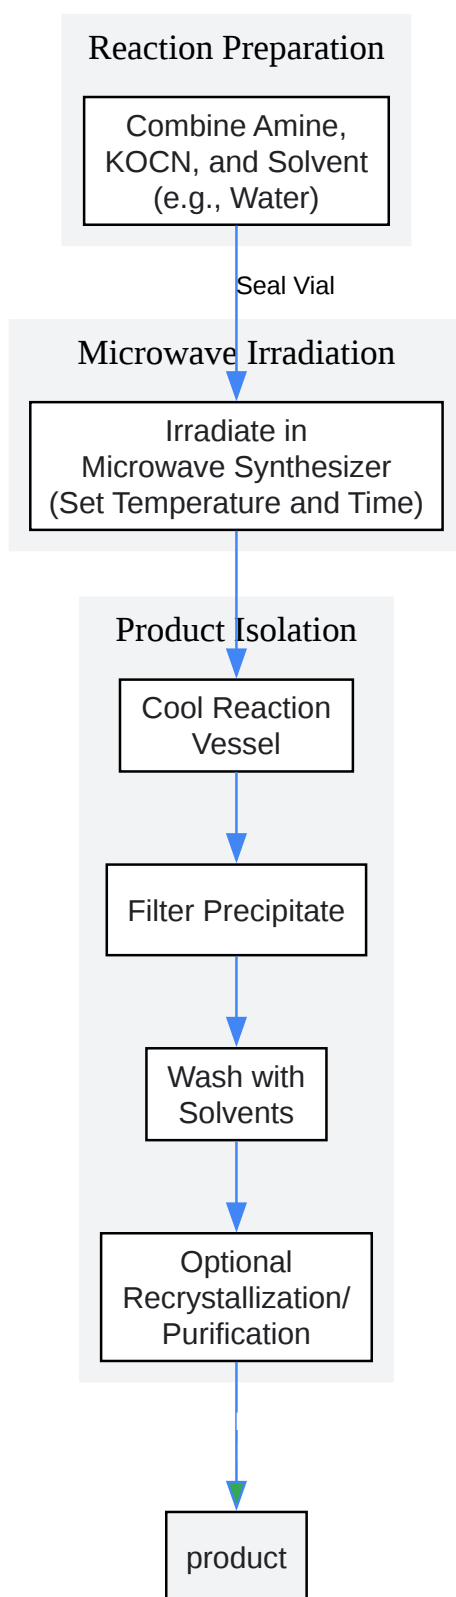 Reaction Preparation
Combine Amine,
KOCN, and Solvent
(e.g., Water)
Seal Vial
Microwave Irradiation
Irradiate in
Microwave Synthesizer
(Set Temperature and Time)
Product Isolation
Cool Reaction
Vessel
Filter Precipitate
Wash with
Solvents
Optional
Recrystallization/
Purification
product